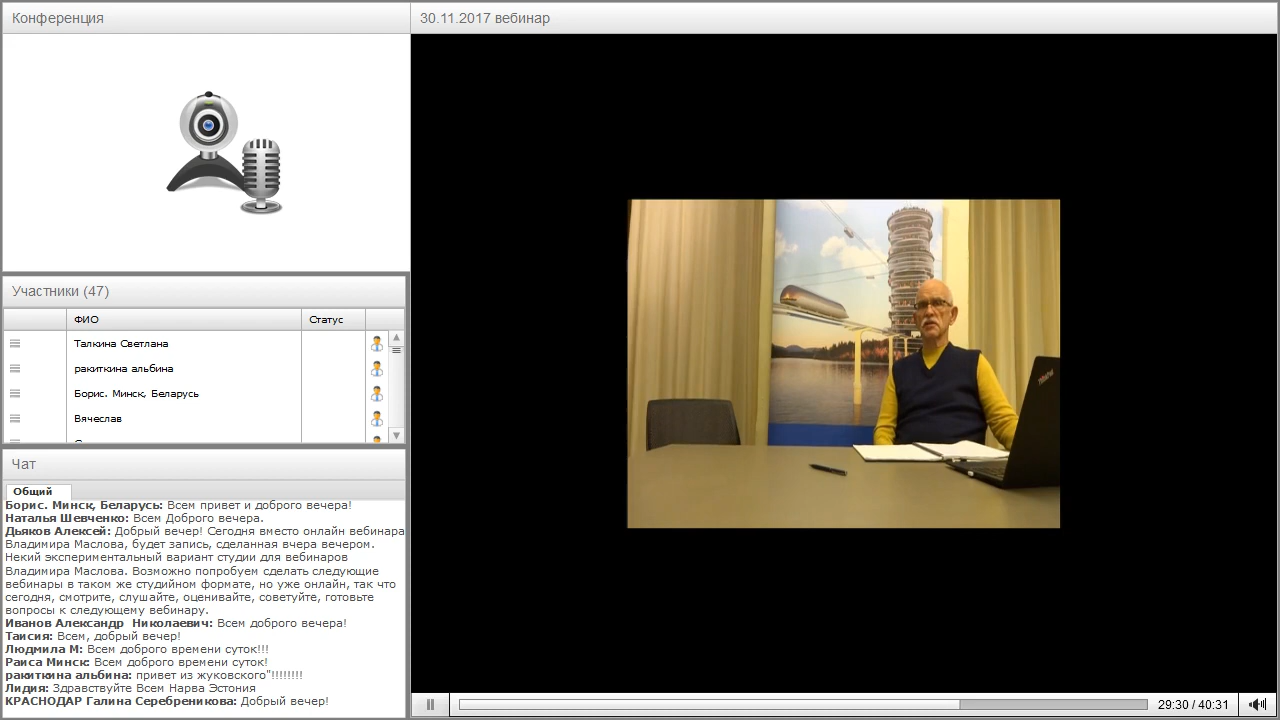 Конференция
30.11.2017 вебинар
Участники (47)
ФИО Статус
Талкина Светлана
ракиткина альбина
Борис. Минск, Беларусь
Вячеслав
Чат
Общий
Борис. Минск, Беларусь: Всем привет и доброго вечера!
Наталья Шевченко: Всем Доброго вечера.
Дьяков Алексей: Добрый вечер! Сегодня вместо онлайн вебинара
Владимира Маслова, будет запись, сделанная вчера вечером.
Некий экспериментальный вариант студии для вебинаров
Владимира Маслова. Возможно попробуем сделать следующие
вебинары в таком же студийном формате, но уже онлайн, так что
сегодня, смотрите, слушайте, оценивайте, советуйте, готовьте
вопросы к следующему вебинару.
Иванов Александр  Николаевич: Всем доброго вечера!
Таисия: Всем, добрый вечер!
Людмила М: Всем доброго времени суток!!!
Раиса Минск: Всем доброго времени суток!
ракиткина альбина: привет из жуковского"!!!!!!!!
Лидия: Здравствуйте Всем Нарва Эстония
КРАСНОДАР Галина Серебреникова: Добрый вечер!
ThinkPad
29:30 / 40:31